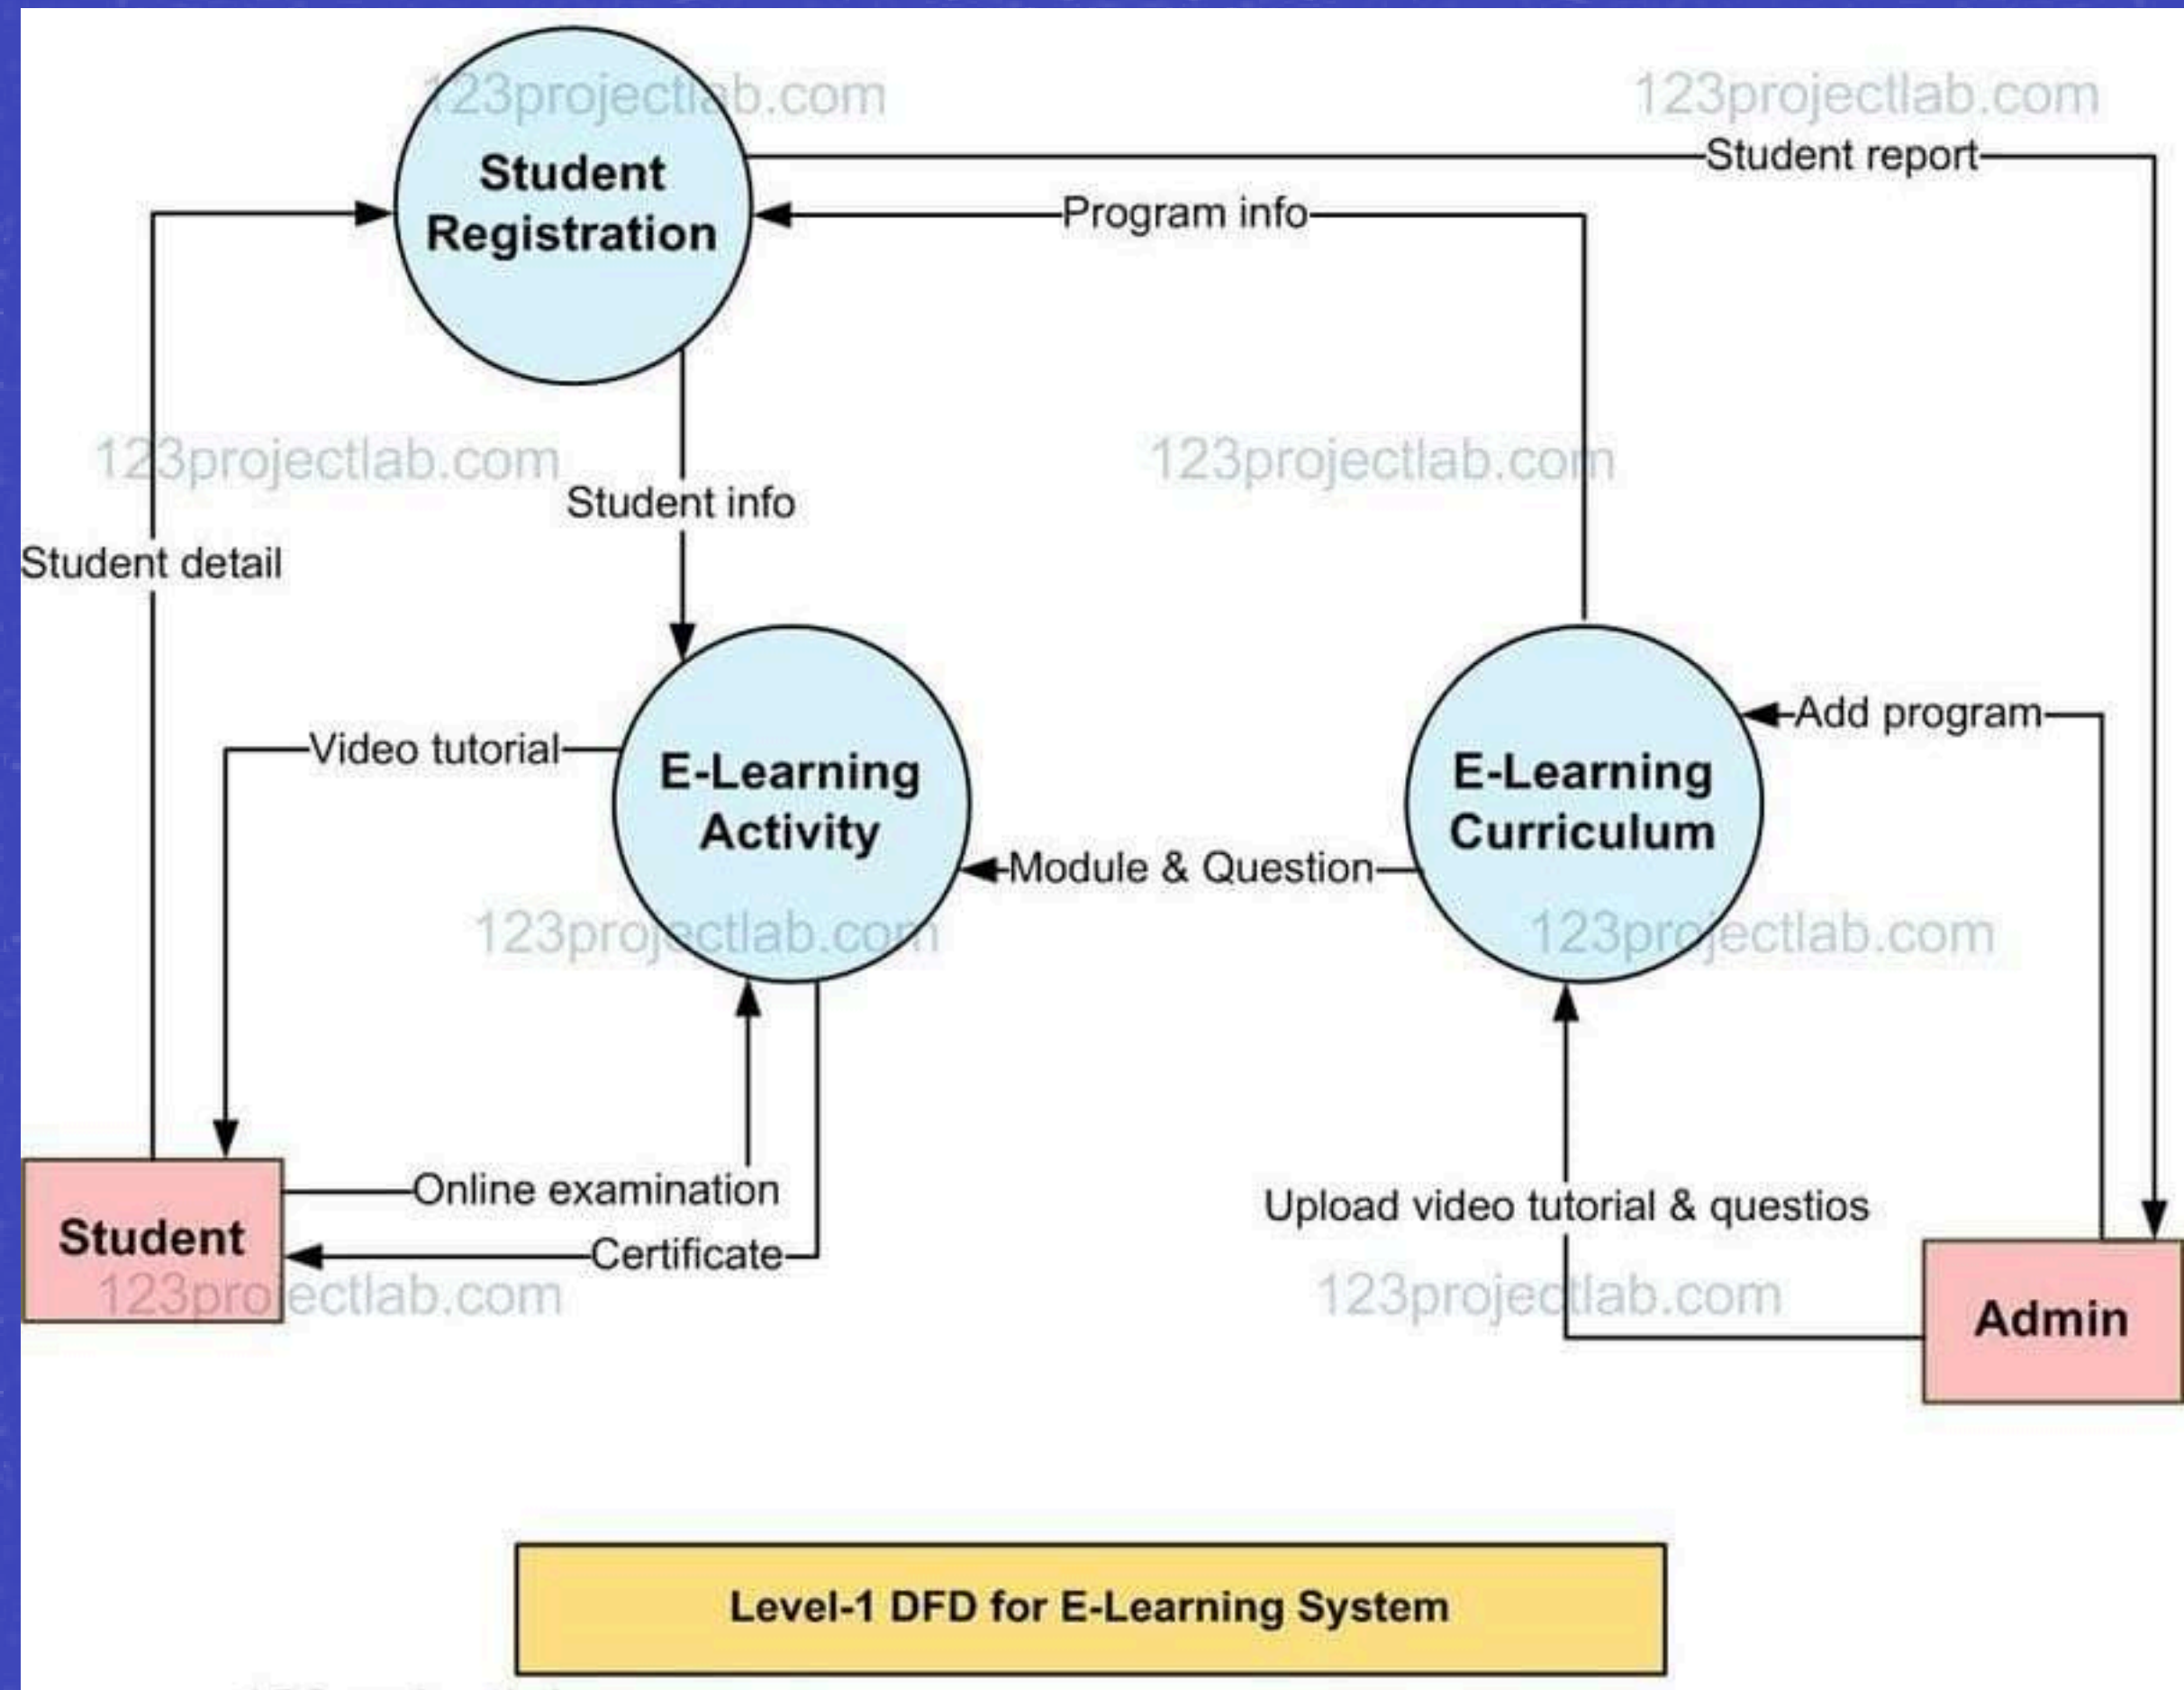 123projectlab.com
123projectlab.com
Student
Registration
Student report
Program info
123projectlab.com
123projectlab.com
Student info
Student detail
Video tutorial
E-Learning
Activity
E-Learning
Curriculum
Add program
Module & Question
123projectlab.com
123projectlab.com
Online examination
Certificate
Student
123projectlab.com
Upload video tutorial & questios
123projectlab.com
Admin
Level-1 DFD for E-Learning System